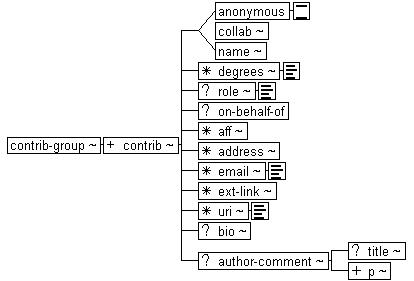 anonymous
collab ~
name ~
* degrees ~
? role ~
? on-behalf-of
* aff ~
contrib-group ~ + contrib ~
* address ~
* email ~
* ext-link ~
* uri ~
? bio ~
? author-comment ~
? title ~
+ p ~